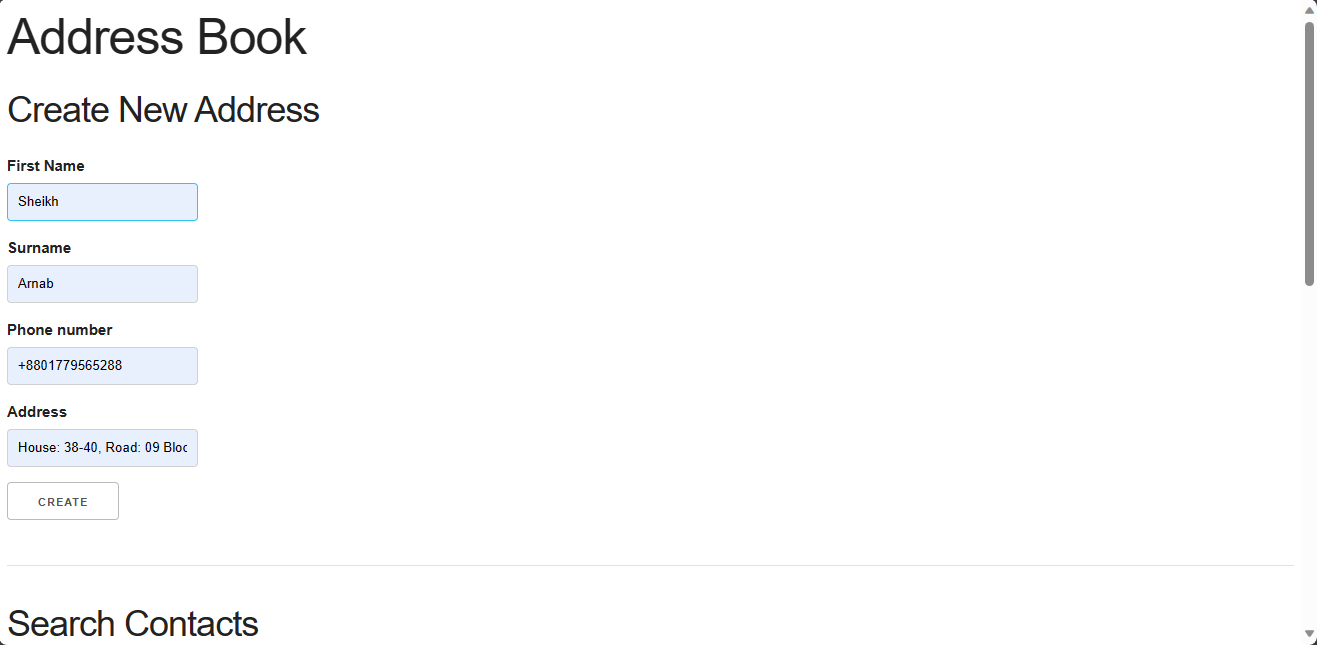 Address Book
Create New Address
First Name
Sheikh
Surname
Arnab
Phone number
+8801779565288
Address
House: 38-40, Road: 09 Bloc
CREATE
Search Contacts